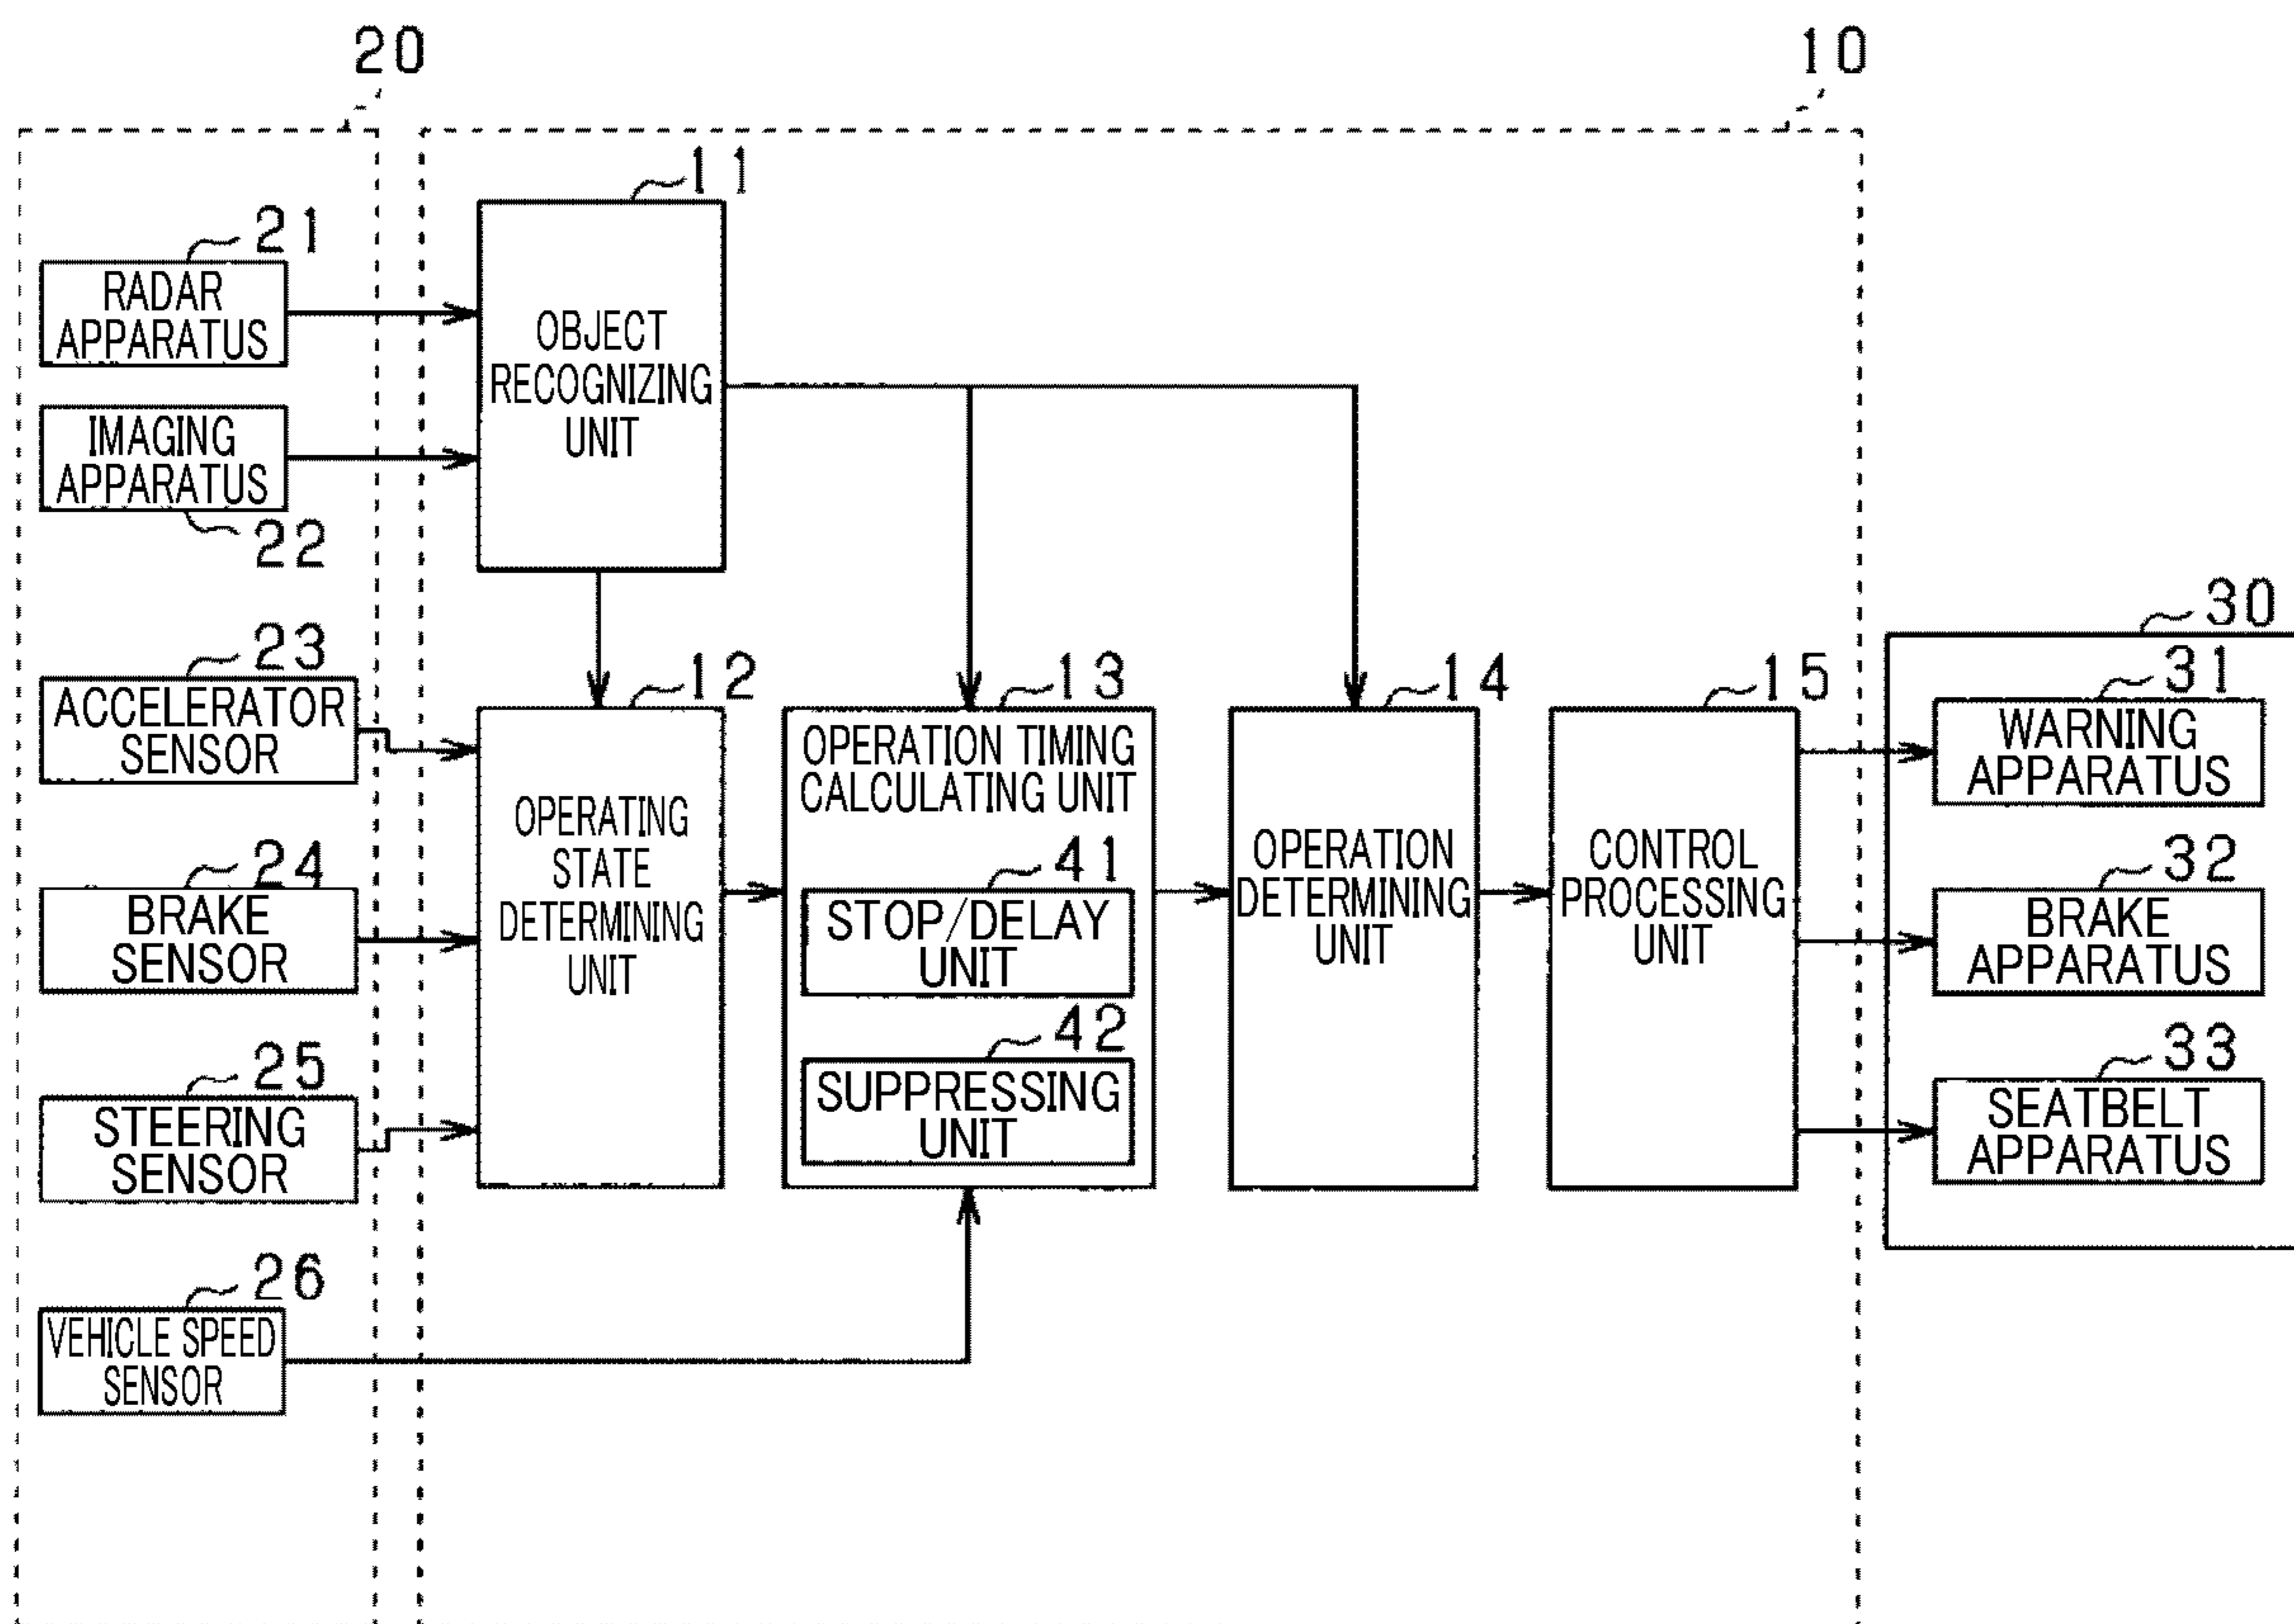 20
10
11
21
RADAR
APPARATUS
OBJECT
RECOGNIZING
UNIT
IMAGING
APPARATUS
22
23
ACCELERATOR
SENSOR
24
BRAKE
SENSOR
25
STEERING
SENSOR
26
VEHICLE SPEED
SENSOR
12
OPERATING
STATE
DETERMINING
UNIT
13
OPERATION TIMING
CALCULATING UNIT
41
STOP/DELAY
UNIT
42
SUPPRESSING
UNIT
14
OPERATION
DETERMINING
UNIT
15
CONTROL
PROCESSING
UNIT
30
31
WARNING
APPARATUS
32
BRAKE
APPARATUS
33
SEATBELT
APPARATUS